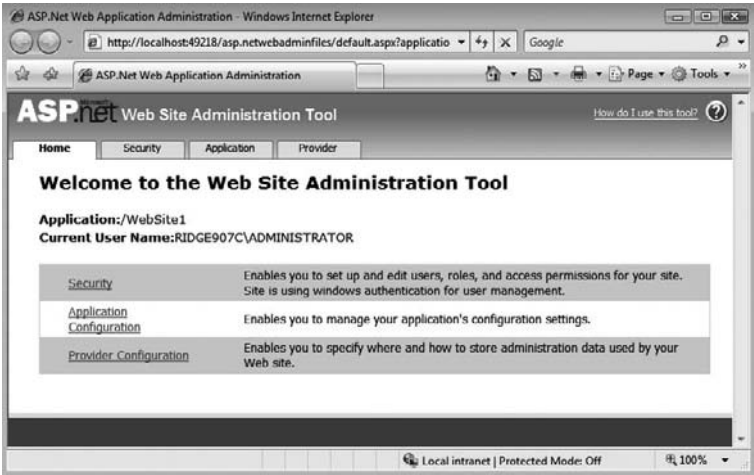 ASP.Net Web Application Administration - Windows Internet Explorer
http://localhost:49218/asp.netwebadminfiles/default.aspx?applicatio
Google
ASP.Net Web Application Administration
Page
Tools
ASP.net Web Site Administration Tool
How do I use this tool?
Home
Security
Application
Provider
Welcome to the Web Site Administration Tool
Application:/WebSite1
Current User Name:RIDGE907C\ADMINISTRATOR
Security
Enables you to set up and edit users, roles, and access permissions for your site.
Site is using windows authentication for user management.
Application
Configuration
Enables you to manage your application's configuration settings.
Provider Configuration
Enables you to specify where and how to store administration data used by your
Web site.
Local intranet | Protected Mode: Off
100%